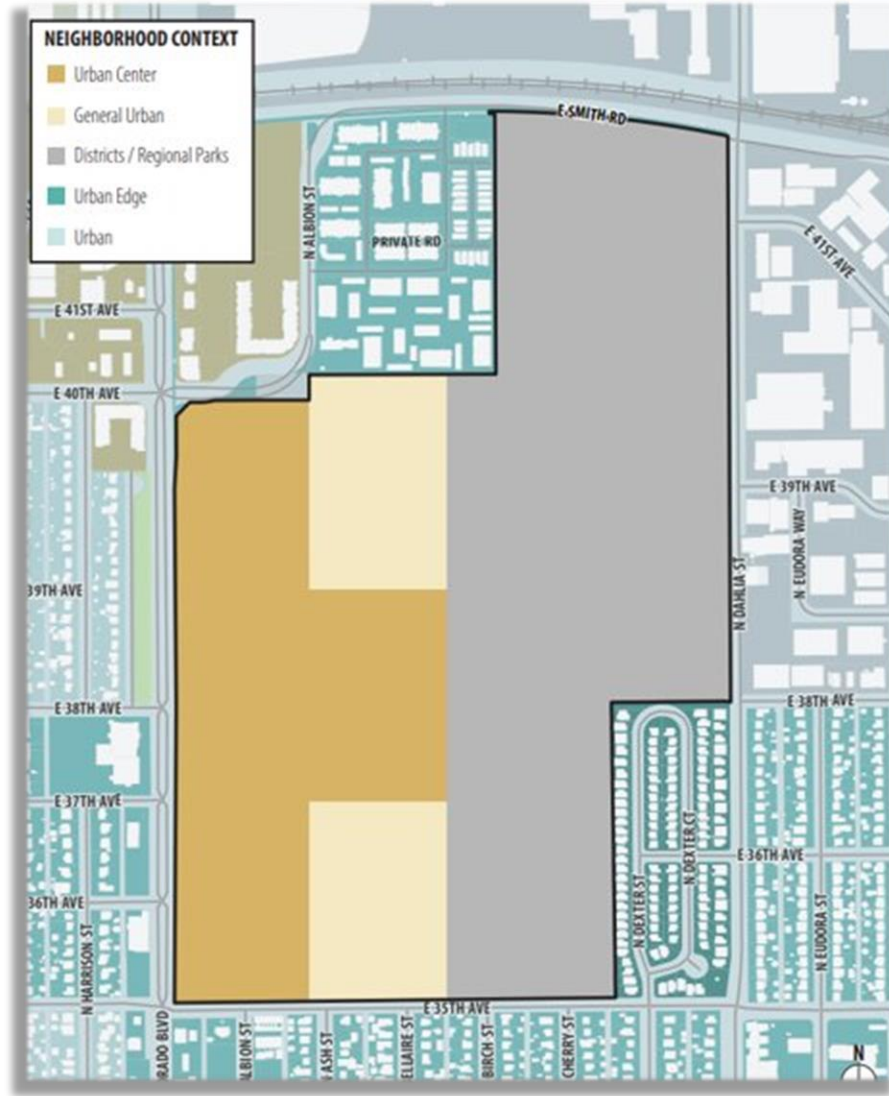 NEIGHBORHOOD CONTEXT
Urban Center
General Urban
Districts / Regional Parks
Urban Edge
Urban
E SMITH RD
N ALBION ST
PRIVATE RD
E 41ST AVE
E 41ST AVE
E 40TH AVE
E 39TH AVE
N EUDORA WAY
39TH AVE
N DAHLIA ST
E 38TH AVE
E 38TH AVE
E 37TH AVE
N DEXTER CT
E 36TH AVE
N DEXTER ST
36TH AVE
N EUDORA ST
N HARRISON ST
E 35TH AVE
RADO BLVD
ALBION ST
ASH ST
ELLAIRE ST
BIRCH ST
CHERRY ST
N